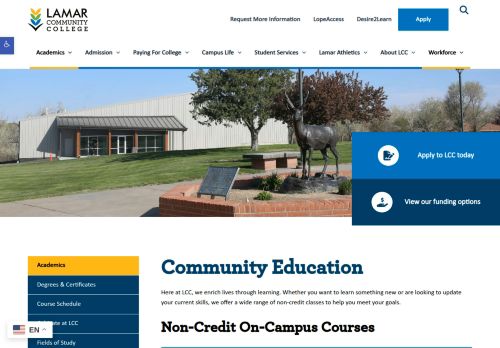 LAMAR
COMMUNITY
COLLEGE
Request More Information LopeAccess Desire2Learn Apply
Academics Admission Paying For College Campus Life Student Services Lamar Athletics About LCC Workforce
Apply to LCC today
View our funding options
Academics
Degrees & Certificates
Course Schedule
at LCC
Fields of Study
EN
Community Education
Here at LCC, we enrich lives through learning. Whether you want to learn something new or are looking to update
your current skills, we offer a wide range of non-credit classes to help you meet your goals.
Non-Credit On-Campus Courses